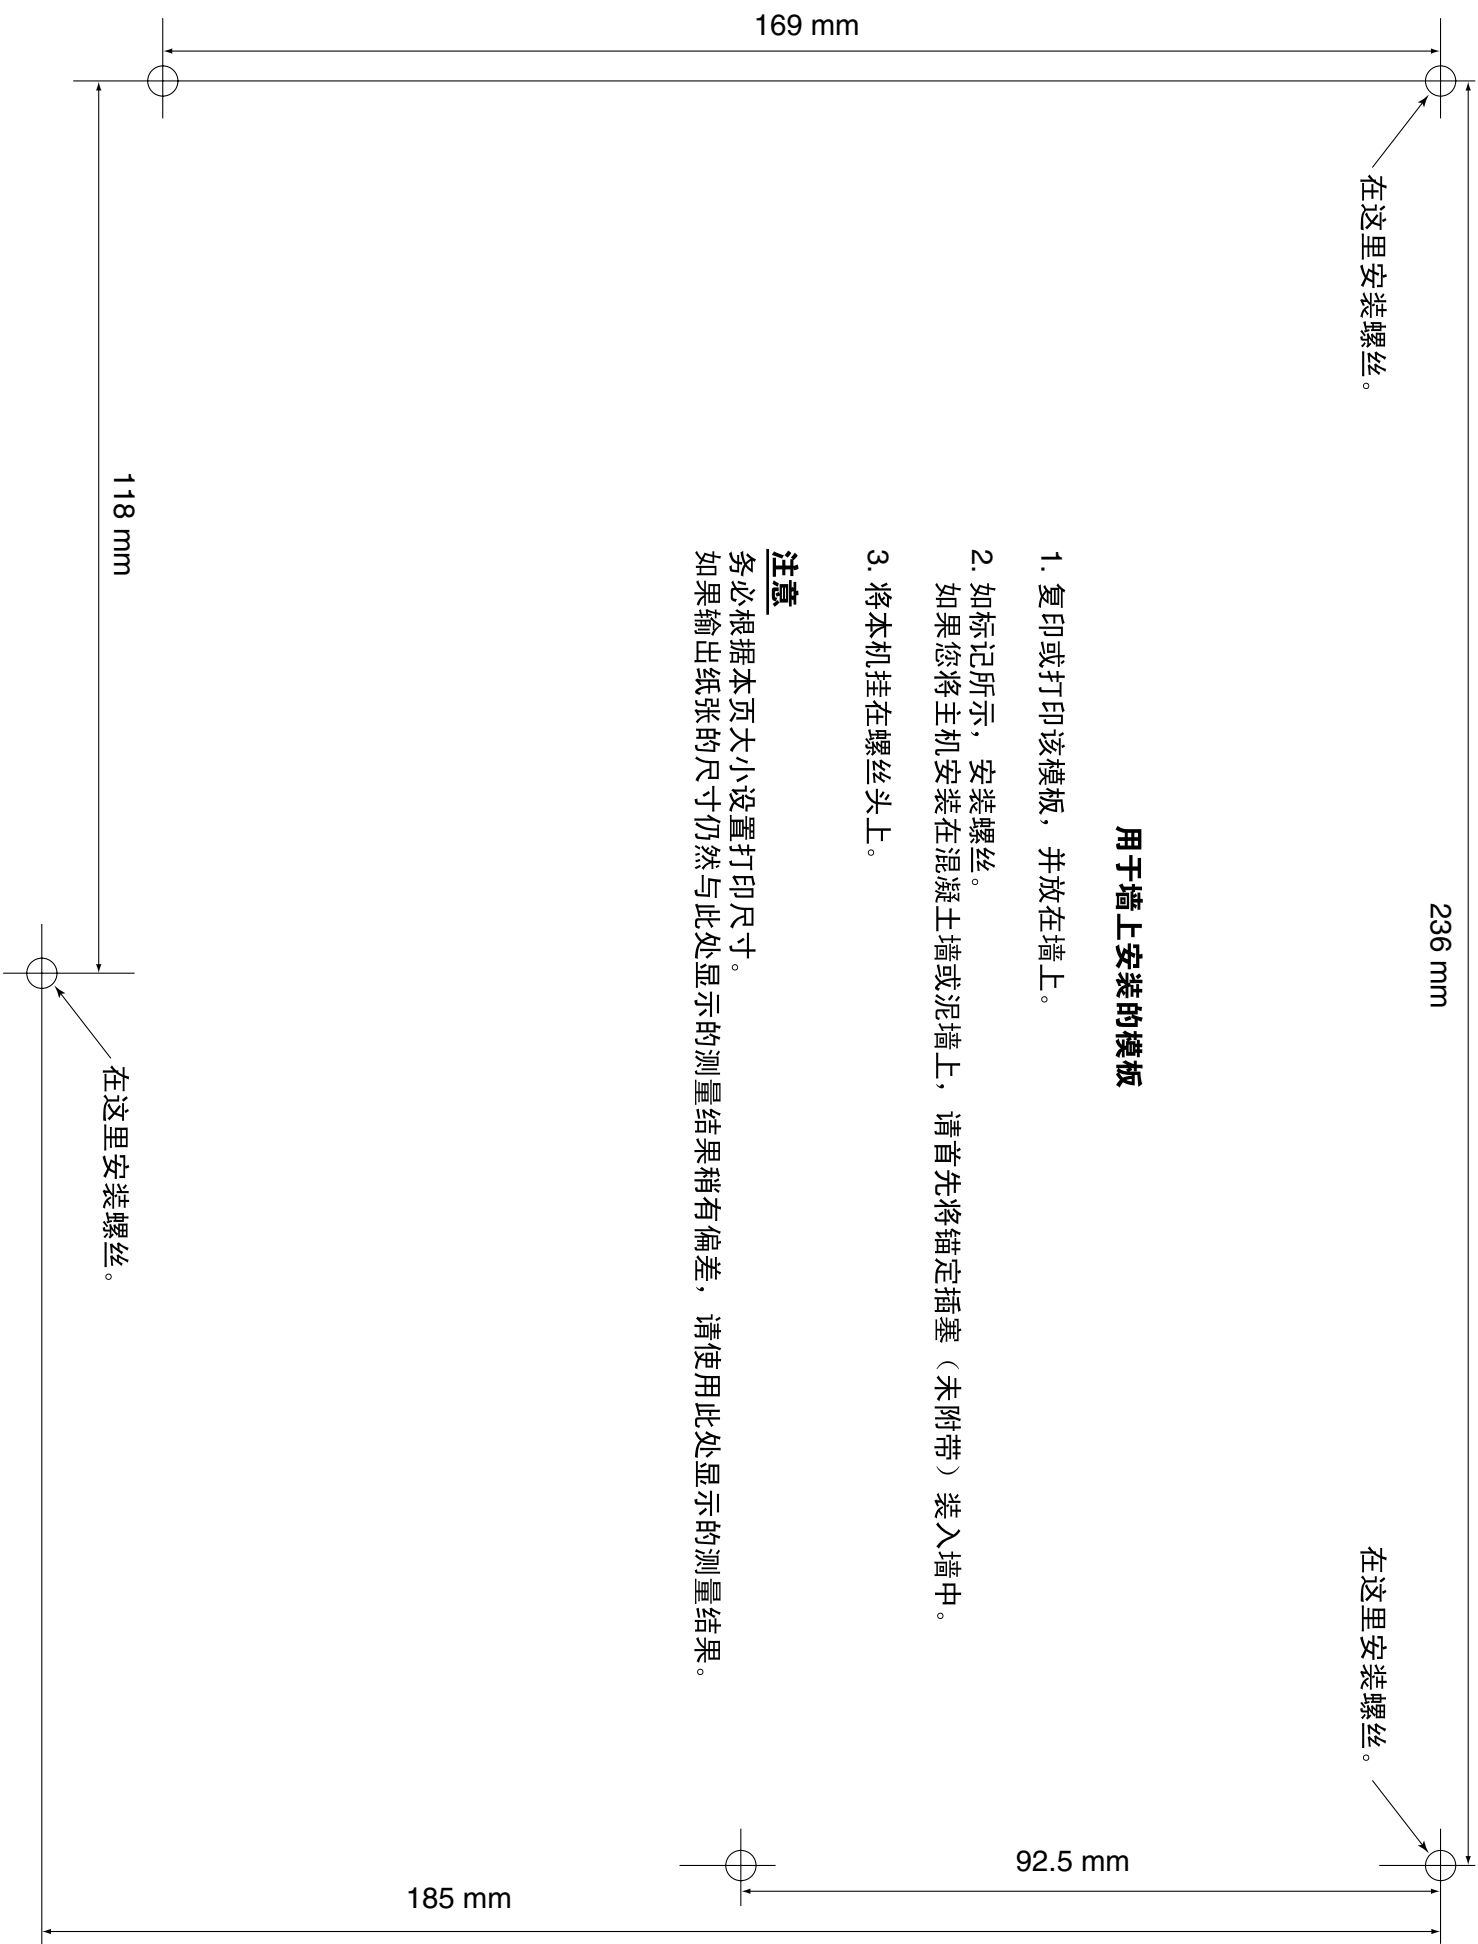 169 mm
在这里安装螺丝。
236 mm
在这里安装螺丝。
用于墙上安装的模板
1. 复印或打印该模板，并放在墙上。
2. 如标记所示，安装螺丝。
如果您将主机安装在混凝土墙或泥墙上，请首先将锚定插塞（未附带）装入墙中。
3. 将本机挂在螺丝头上。
注意
务必根据本页大小设置打印尺寸。
如果输出纸张的尺寸仍然与此处显示的测量结果稍有偏差，请使用此处显示的测量结果。
92.5 mm
185 mm
118 mm
在这里安装螺丝。